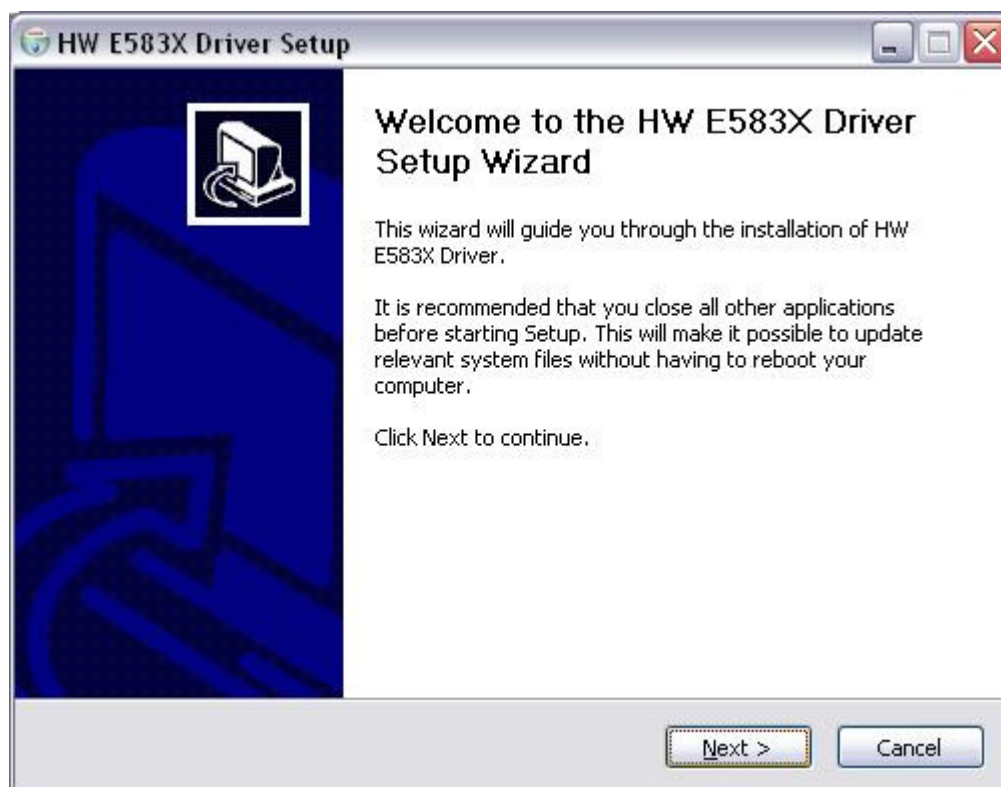 HW E583X Driver Setup
Welcome to the HW E583X Driver
Setup Wizard
This wizard will guide you through the installation of HW
E583X Driver.
It is recommended that you close all other applications
before starting Setup. This will make it possible to update
relevant system files without having to reboot your
computer.
Click Next to continue.
Next >
Cancel